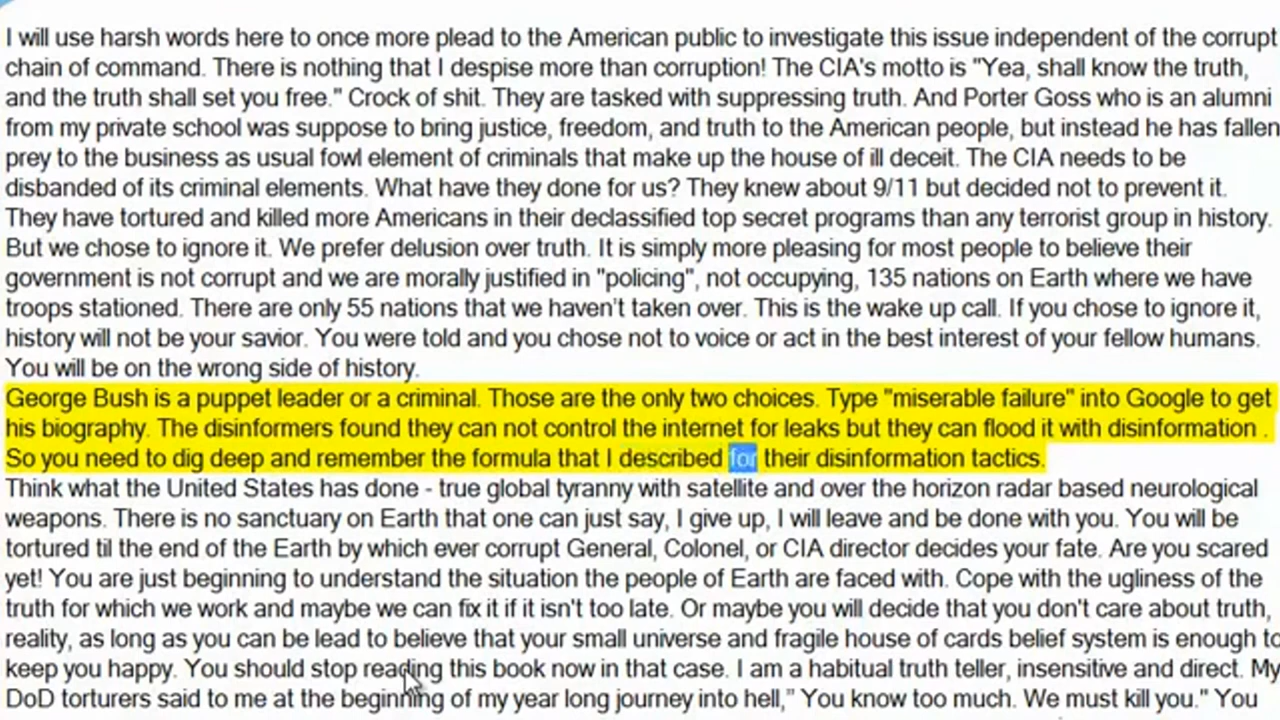 I will use harsh words here to once more plead to the American public to investigate this issue independent of the corrupt
chain of command. There is nothing that I despise more than corruption! The CIA's motto is "Yea, shall know the truth,
and the truth shall set you free." Crock of shit. They are tasked with suppressing truth. And Porter Goss who is an alumni
from my private school was suppose to bring justice, freedom, and truth to the American people, but instead he has fallen
prey to the business as usual fowl element of criminals that make up the house of ill deceit. The CIA needs to be
disbanded of its criminal elements. What have they done for us? They knew about 9/11 but decided not to prevent it.
They have tortured and killed more Americans in their declassified top secret programs than any terrorist group in history.
But we chose to ignore it. We prefer delusion over truth. It is simply more pleasing for most people to believe their
government is not corrupt and we are morally justified in "policing", not occupying, 135 nations on Earth where we have
troops stationed. There are only 55 nations that we haven't taken over. This is the wake up call. If you chose to ignore it,
history will not be your savior. You were told and you chose not to voice or act in the best interest of your fellow humans.
You will be on the wrong side of history.
George Bush is a puppet leader or a criminal. Those are the only two choices. Type "miserable failure" into Google to get
his biography. The disinformers found they can not control the internet for leaks but they can flood it with disinformation .
So you need to dig deep and remember the formula that I described for their disinformation tactics.
Think what the United States has done - true global tyranny with satellite and over the horizon radar based neurological
weapons. There is no sanctuary on Earth that one can just say, I give up, I will leave and be done with you. You will be
tortured til the end of the Earth by which ever corrupt General, Colonel, or CIA director decides your fate. Are you scared
yet! You are just beginning to understand the situation the people of Earth are faced with. Cope with the ugliness of the
truth for which we work and maybe we can fix it if it isn't too late. Or maybe you will decide that you don't care about truth,
reality, as long as you can be lead to believe that your small universe and fragile house of cards belief system is enough to
keep you happy. You should stop reading this book now in that case. I am a habitual truth teller, insensitive and direct. My
DoD torturers said to me at the beginning of my year long journey into hell,” You know too much. We must kill you." You